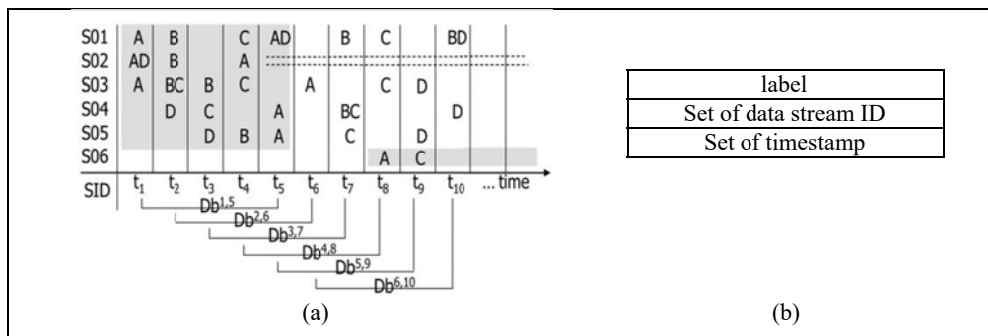 S01 A B C AD B C BD
S02 AD B A
S03 A BC B C A C D
S04 D C A BC D
S05 D B A C D
S06 A C
SID t1 t2 t3 t4 t5 t6 t7 t8 t9 t10 ... time
Db1,5
Db2,6
Db3,7
Db4,8
Db5,9
Db6,10
(a)
label
Set of data stream ID
Set of timestamp
(b)